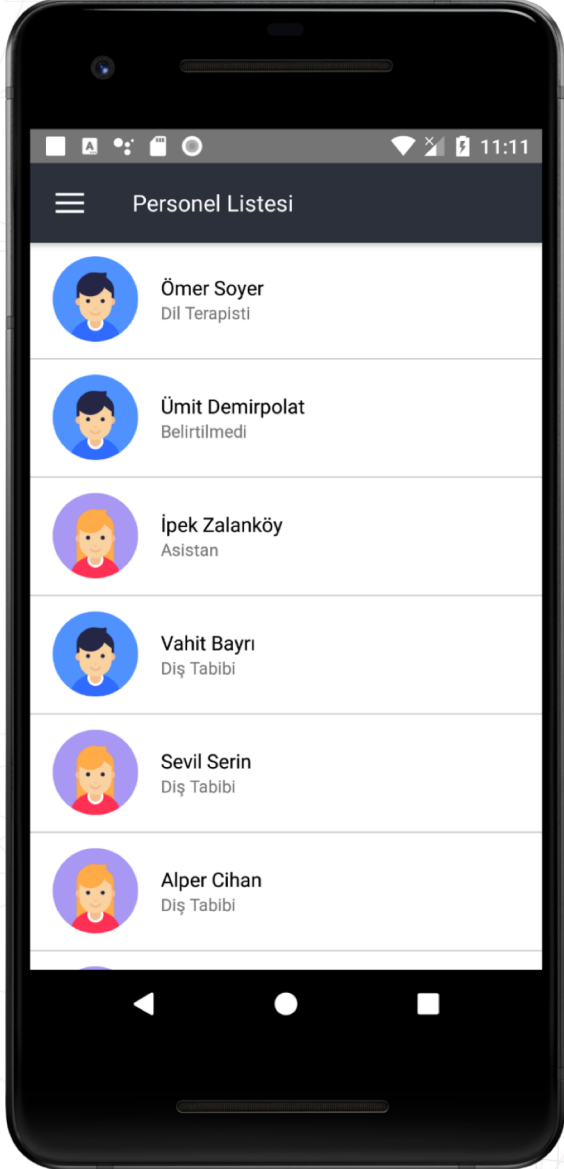 11:11
Personel Listesi
Ömer Soyer
Dil Terapisti
Ümit Demirpolat
Belirtilmedi
İpek Zalanköy
Asistan
Vahit Bayrı
Diş Tabibi
Sevil Serin
Diş Tabibi
Alper Cihan
Diş Tabibi